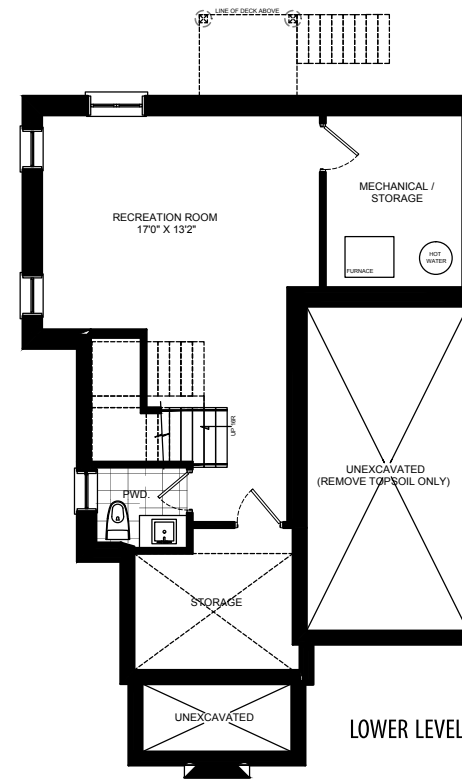 LINE OF DECK ABOVE
MECHANICAL /
STORAGE
RECREATION ROOM
17'0" X 13'2"
HOT
WATER
FURNACE
UP 16R
UNEXCAVATED
(REMOVE TOPSOIL ONLY)
PWD.
STORAGE
UNEXCAVATED
LOWER LEVEL